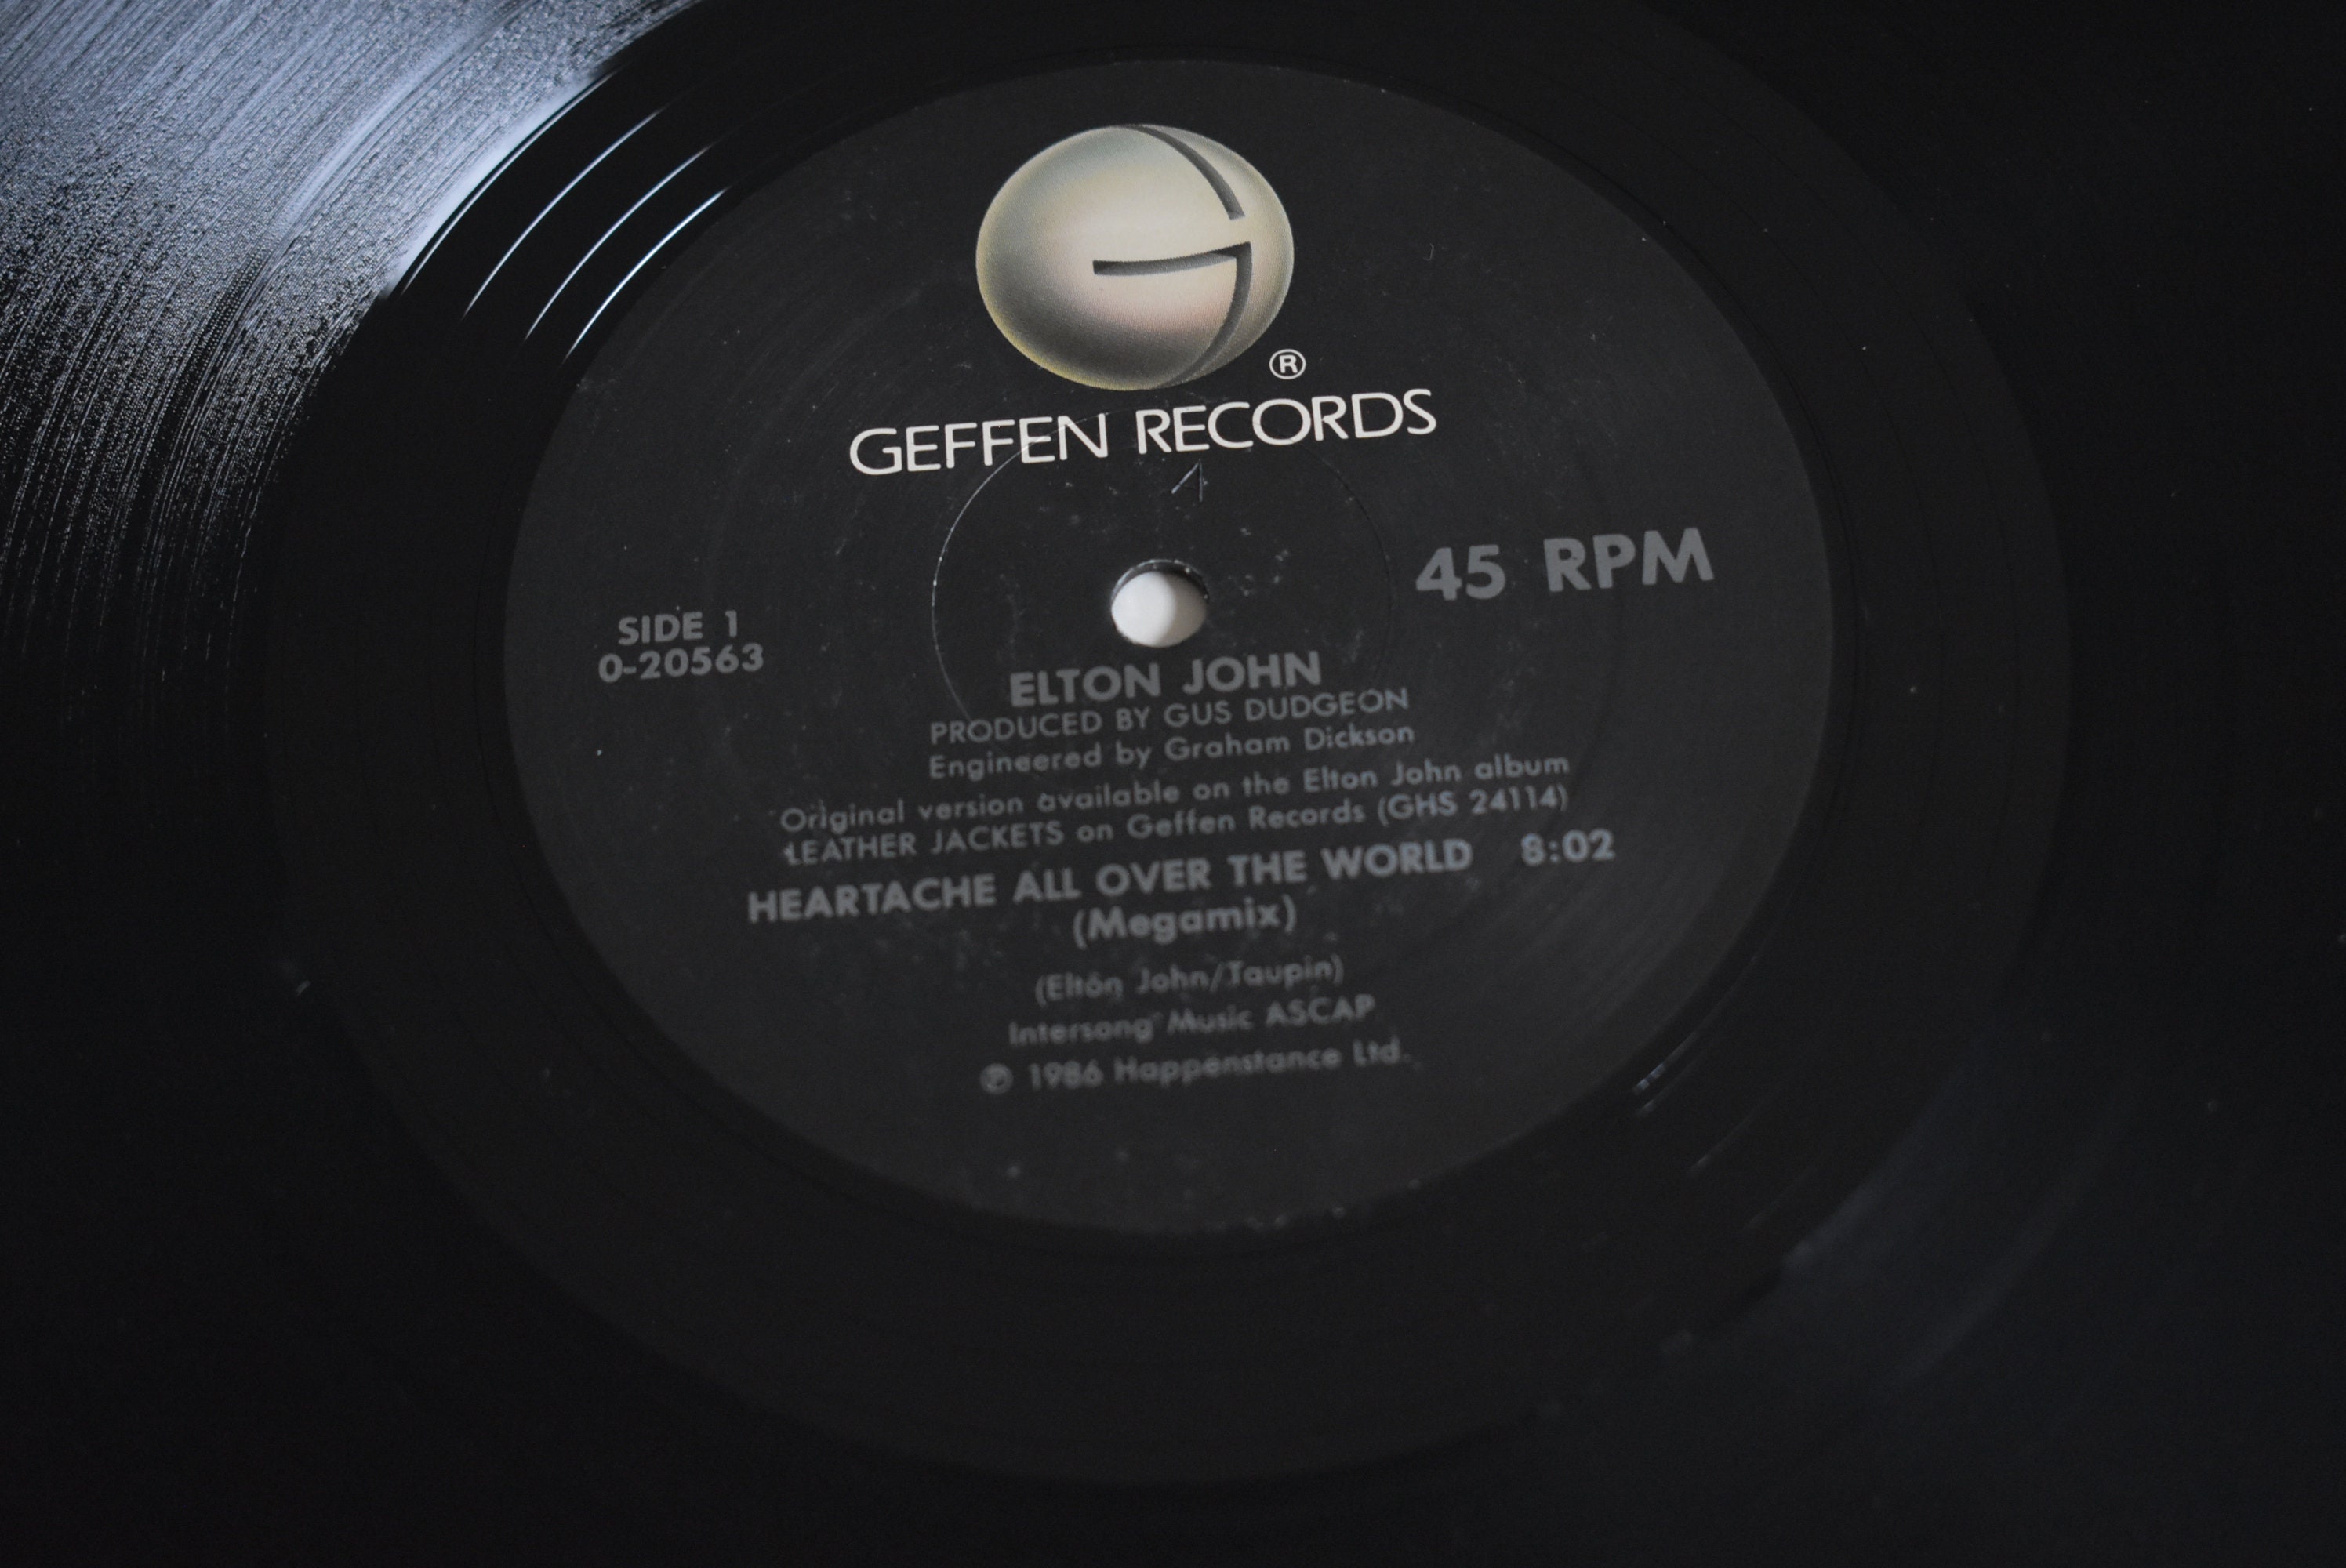 ®
GEFFEN RECORDS
45 RPM
SIDE 1
0-20563
ELTON JOHN
PRODUCED BY GUS DUDGEON
Engineered by Graham Dickson
Original version available on the Elton John album
LEATHER JACKETS on Geffen Records (GHS 24114)
HEARTACHE ALL OVER THE WORLD 8:02
(Megamix)
(Elton John/Taupin)
Intersong Music ASCAP
℗ 1986 Happenstance Ltd.